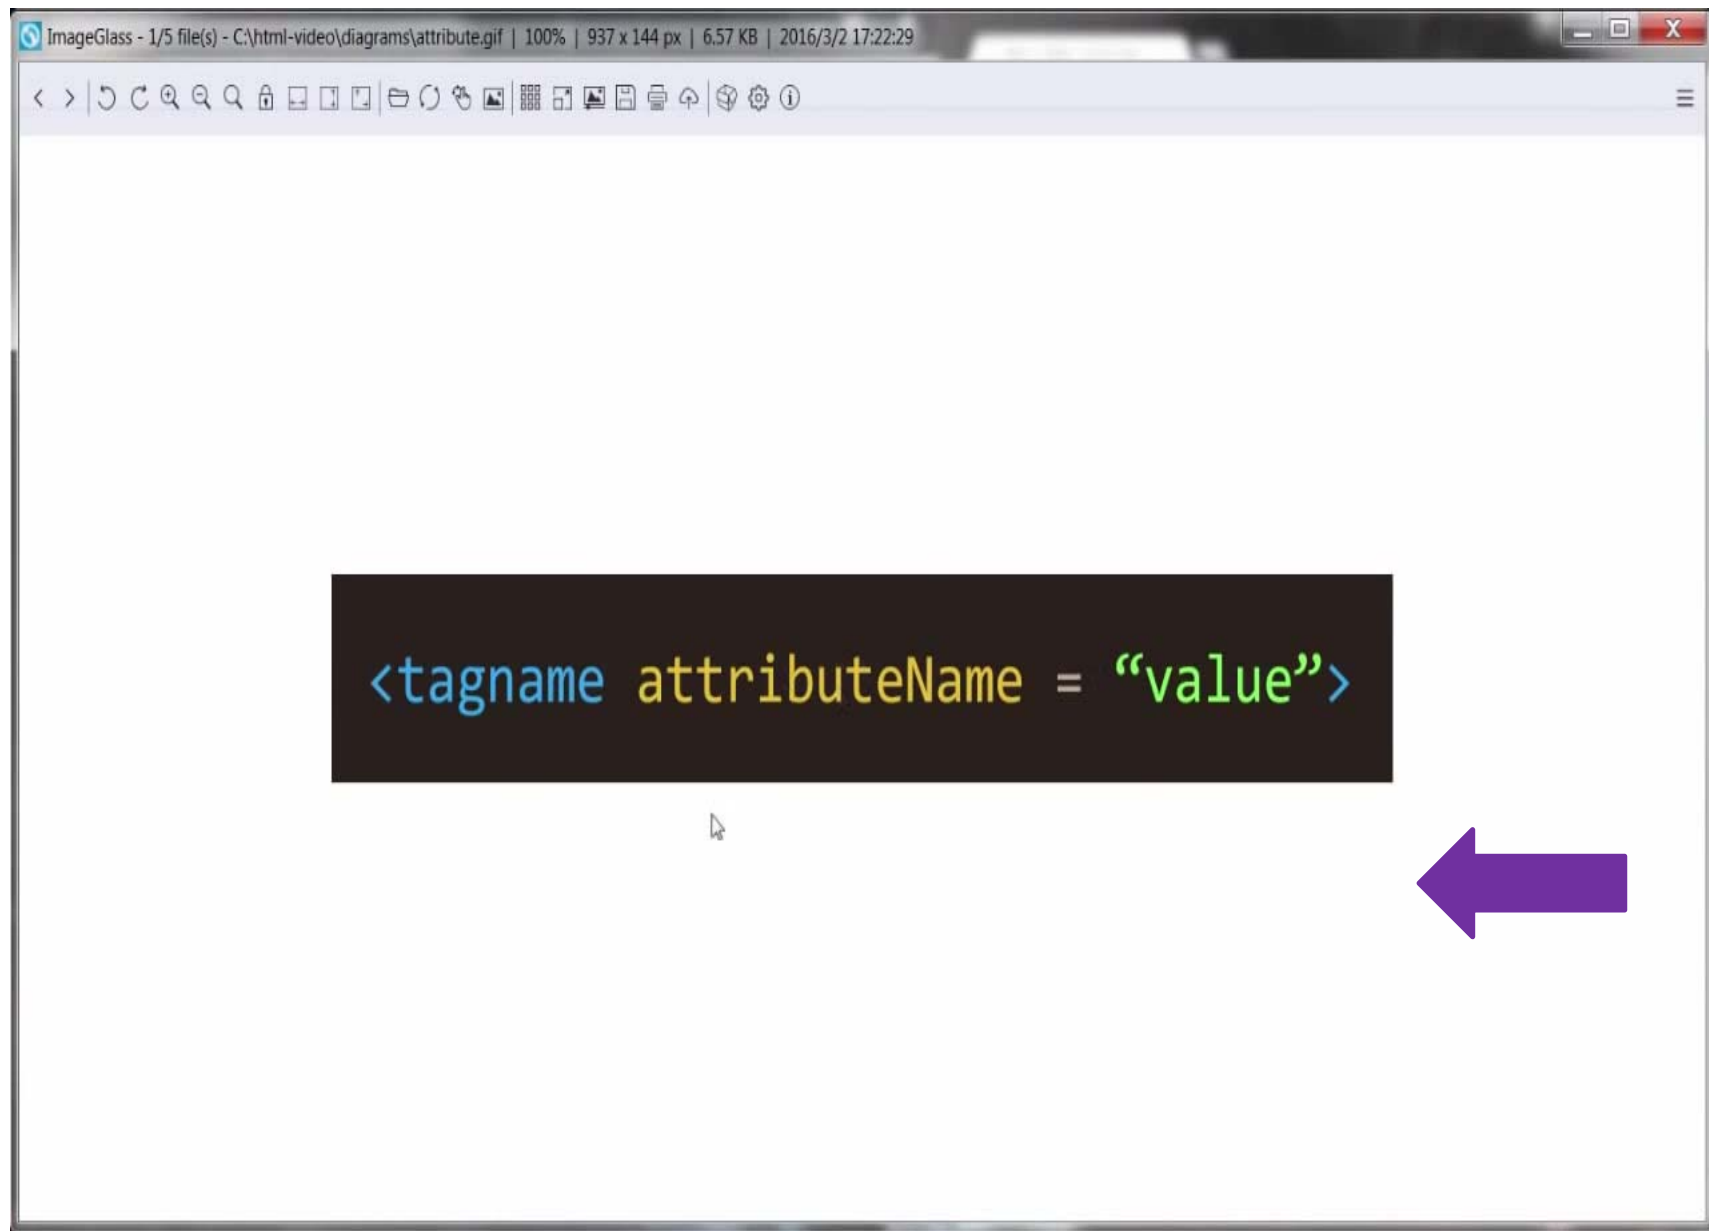 ImageGlass - 1/5 file(s) - C:\html-video\diagrams\attribute.gif | 100% | 937 x 144 px | 6.57 KB | 2016/3/2 17:22:29
<tagname attributeName = “value”>